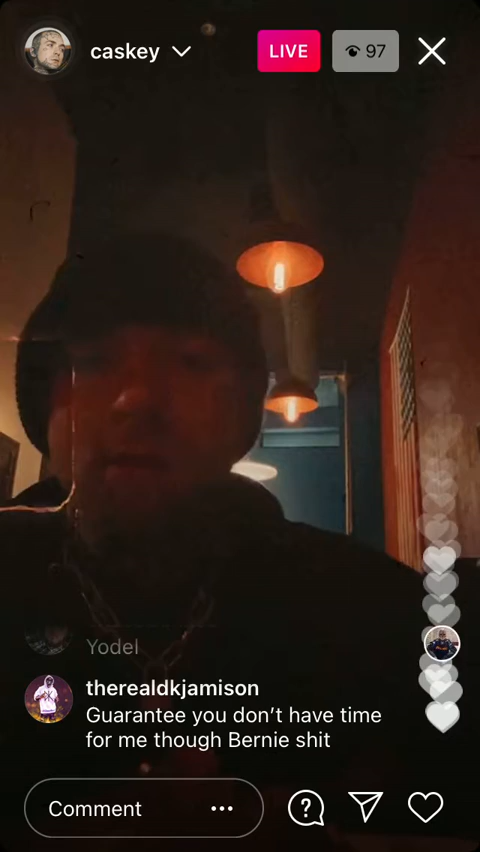 caskey
LIVE
97
Yodel
therealdkjamison
Guarantee you don’t have time
for me though Bernie shit
Comment